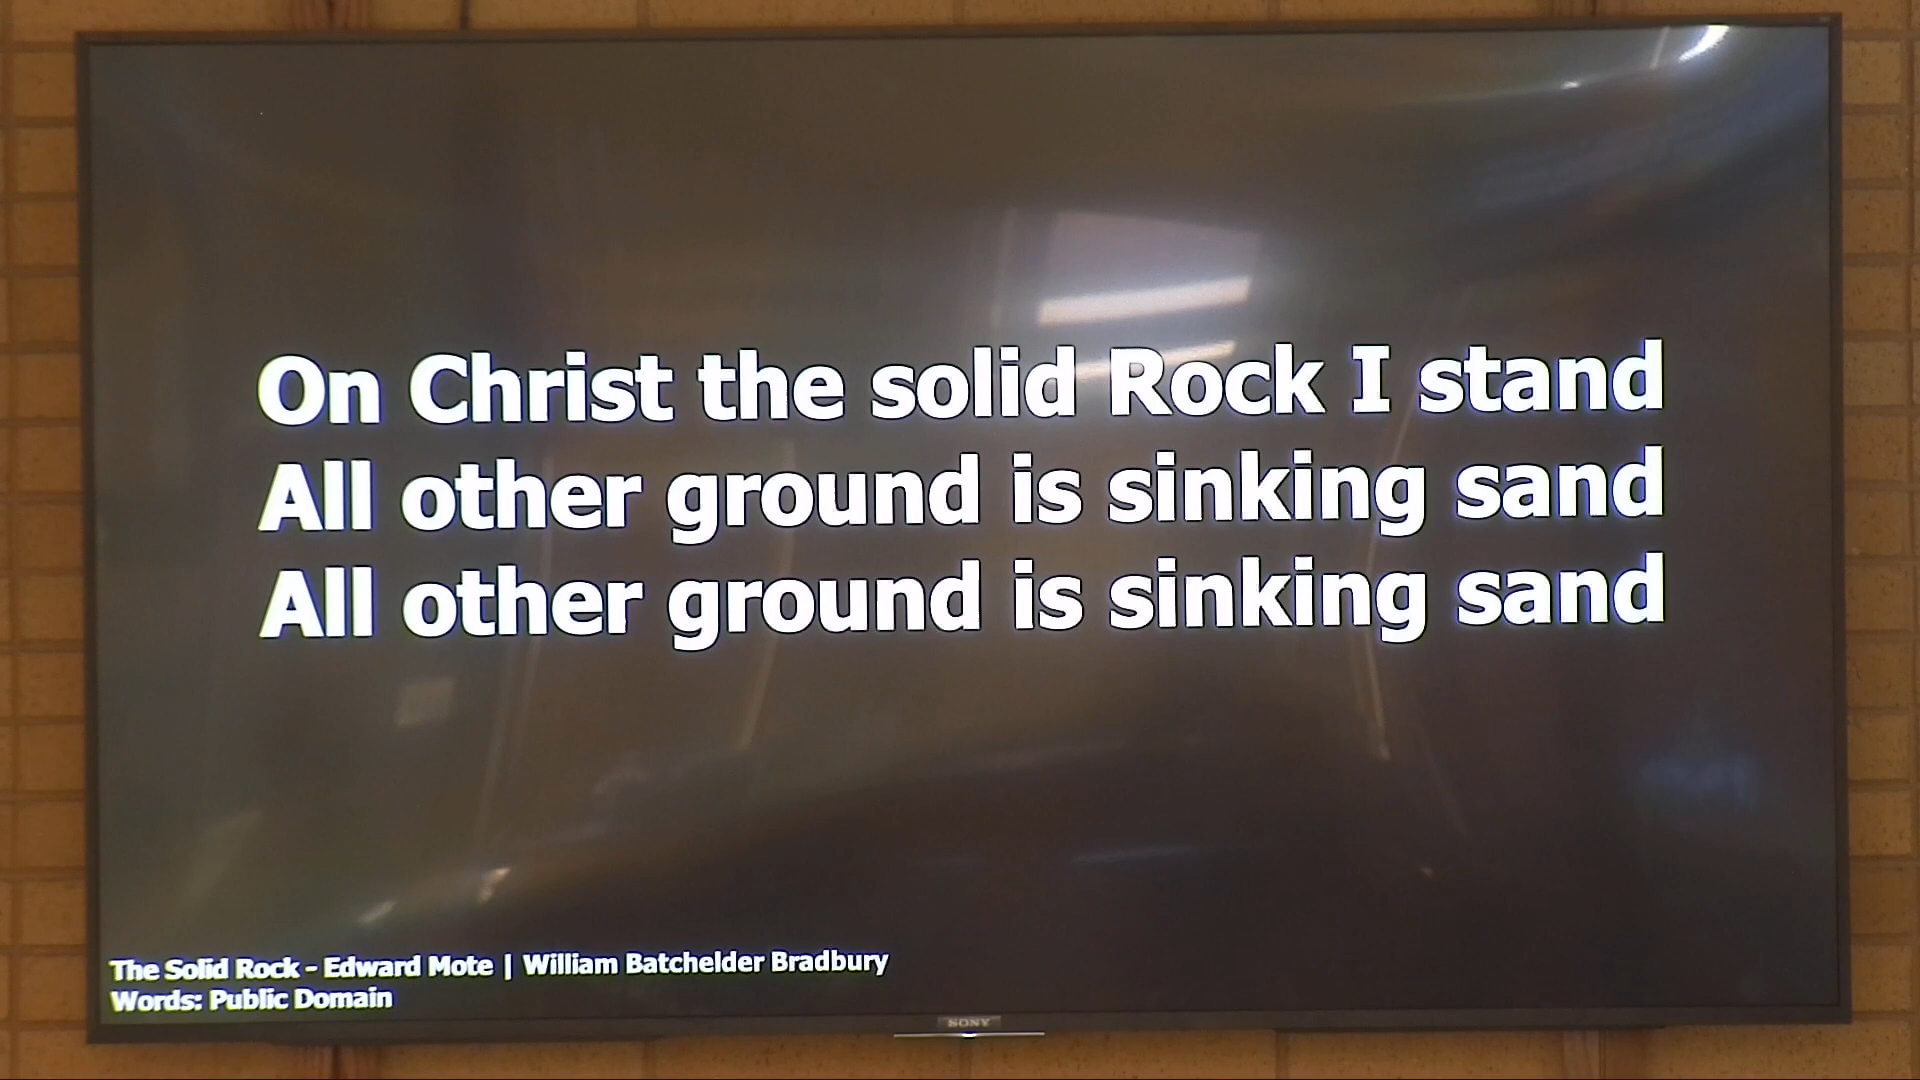 On Christ the solid Rock I stand
All other ground is sinking sand
All other ground is sinking sand
The Solid Rock - Edward Mote | William Batchelder Bradbury
Words: Public Domain
SONY